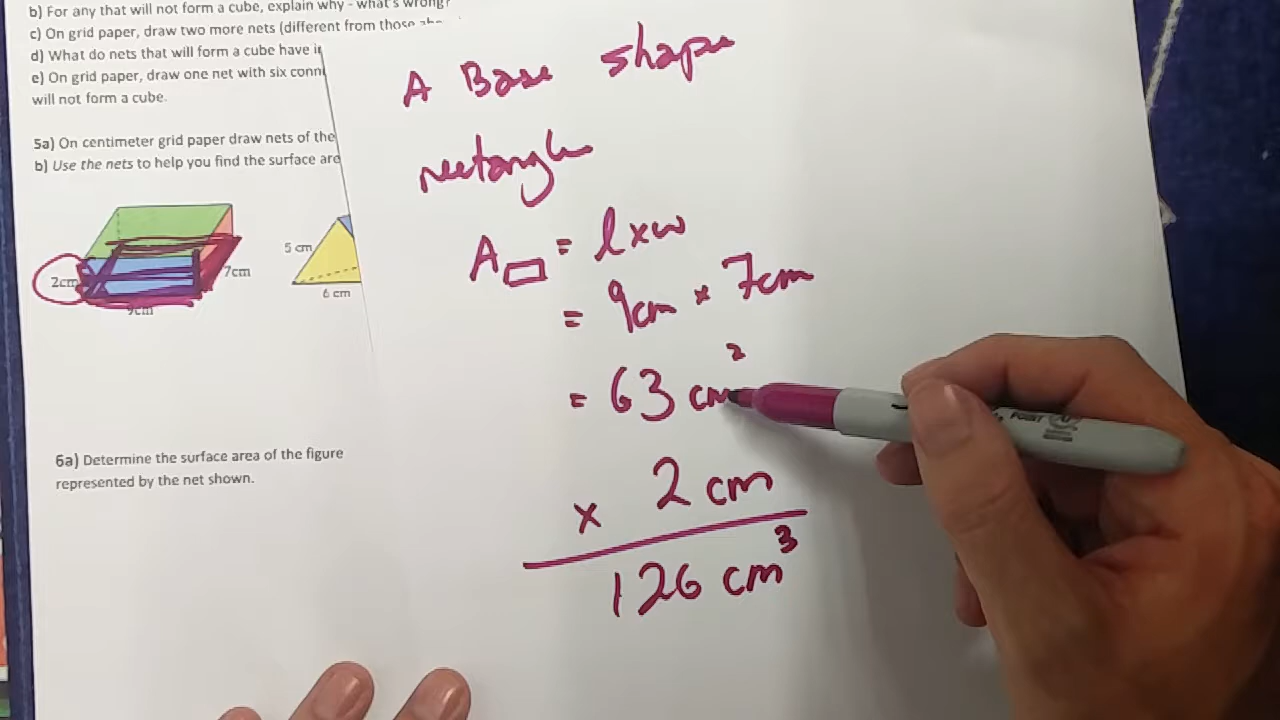 b) For any that will not form a cube, explain why - what's wrong?
c) On grid paper, draw two more nets (different from those
d) What do nets that will form a cube have
e) On grid paper, draw one net with six
will not form a cube.
5a) On centimeter grid paper draw nets of the
b) Use the nets to help you find the surface
2cm
7cm
9cm
5 cm
6 cm
6a) Determine the surface area of the figure
represented by the net shown.
A Base shape
rectangle
A▭ = l×w
= 9cm × 7cm
= 63 cm²
× 2 cm
126 cm³
POINT